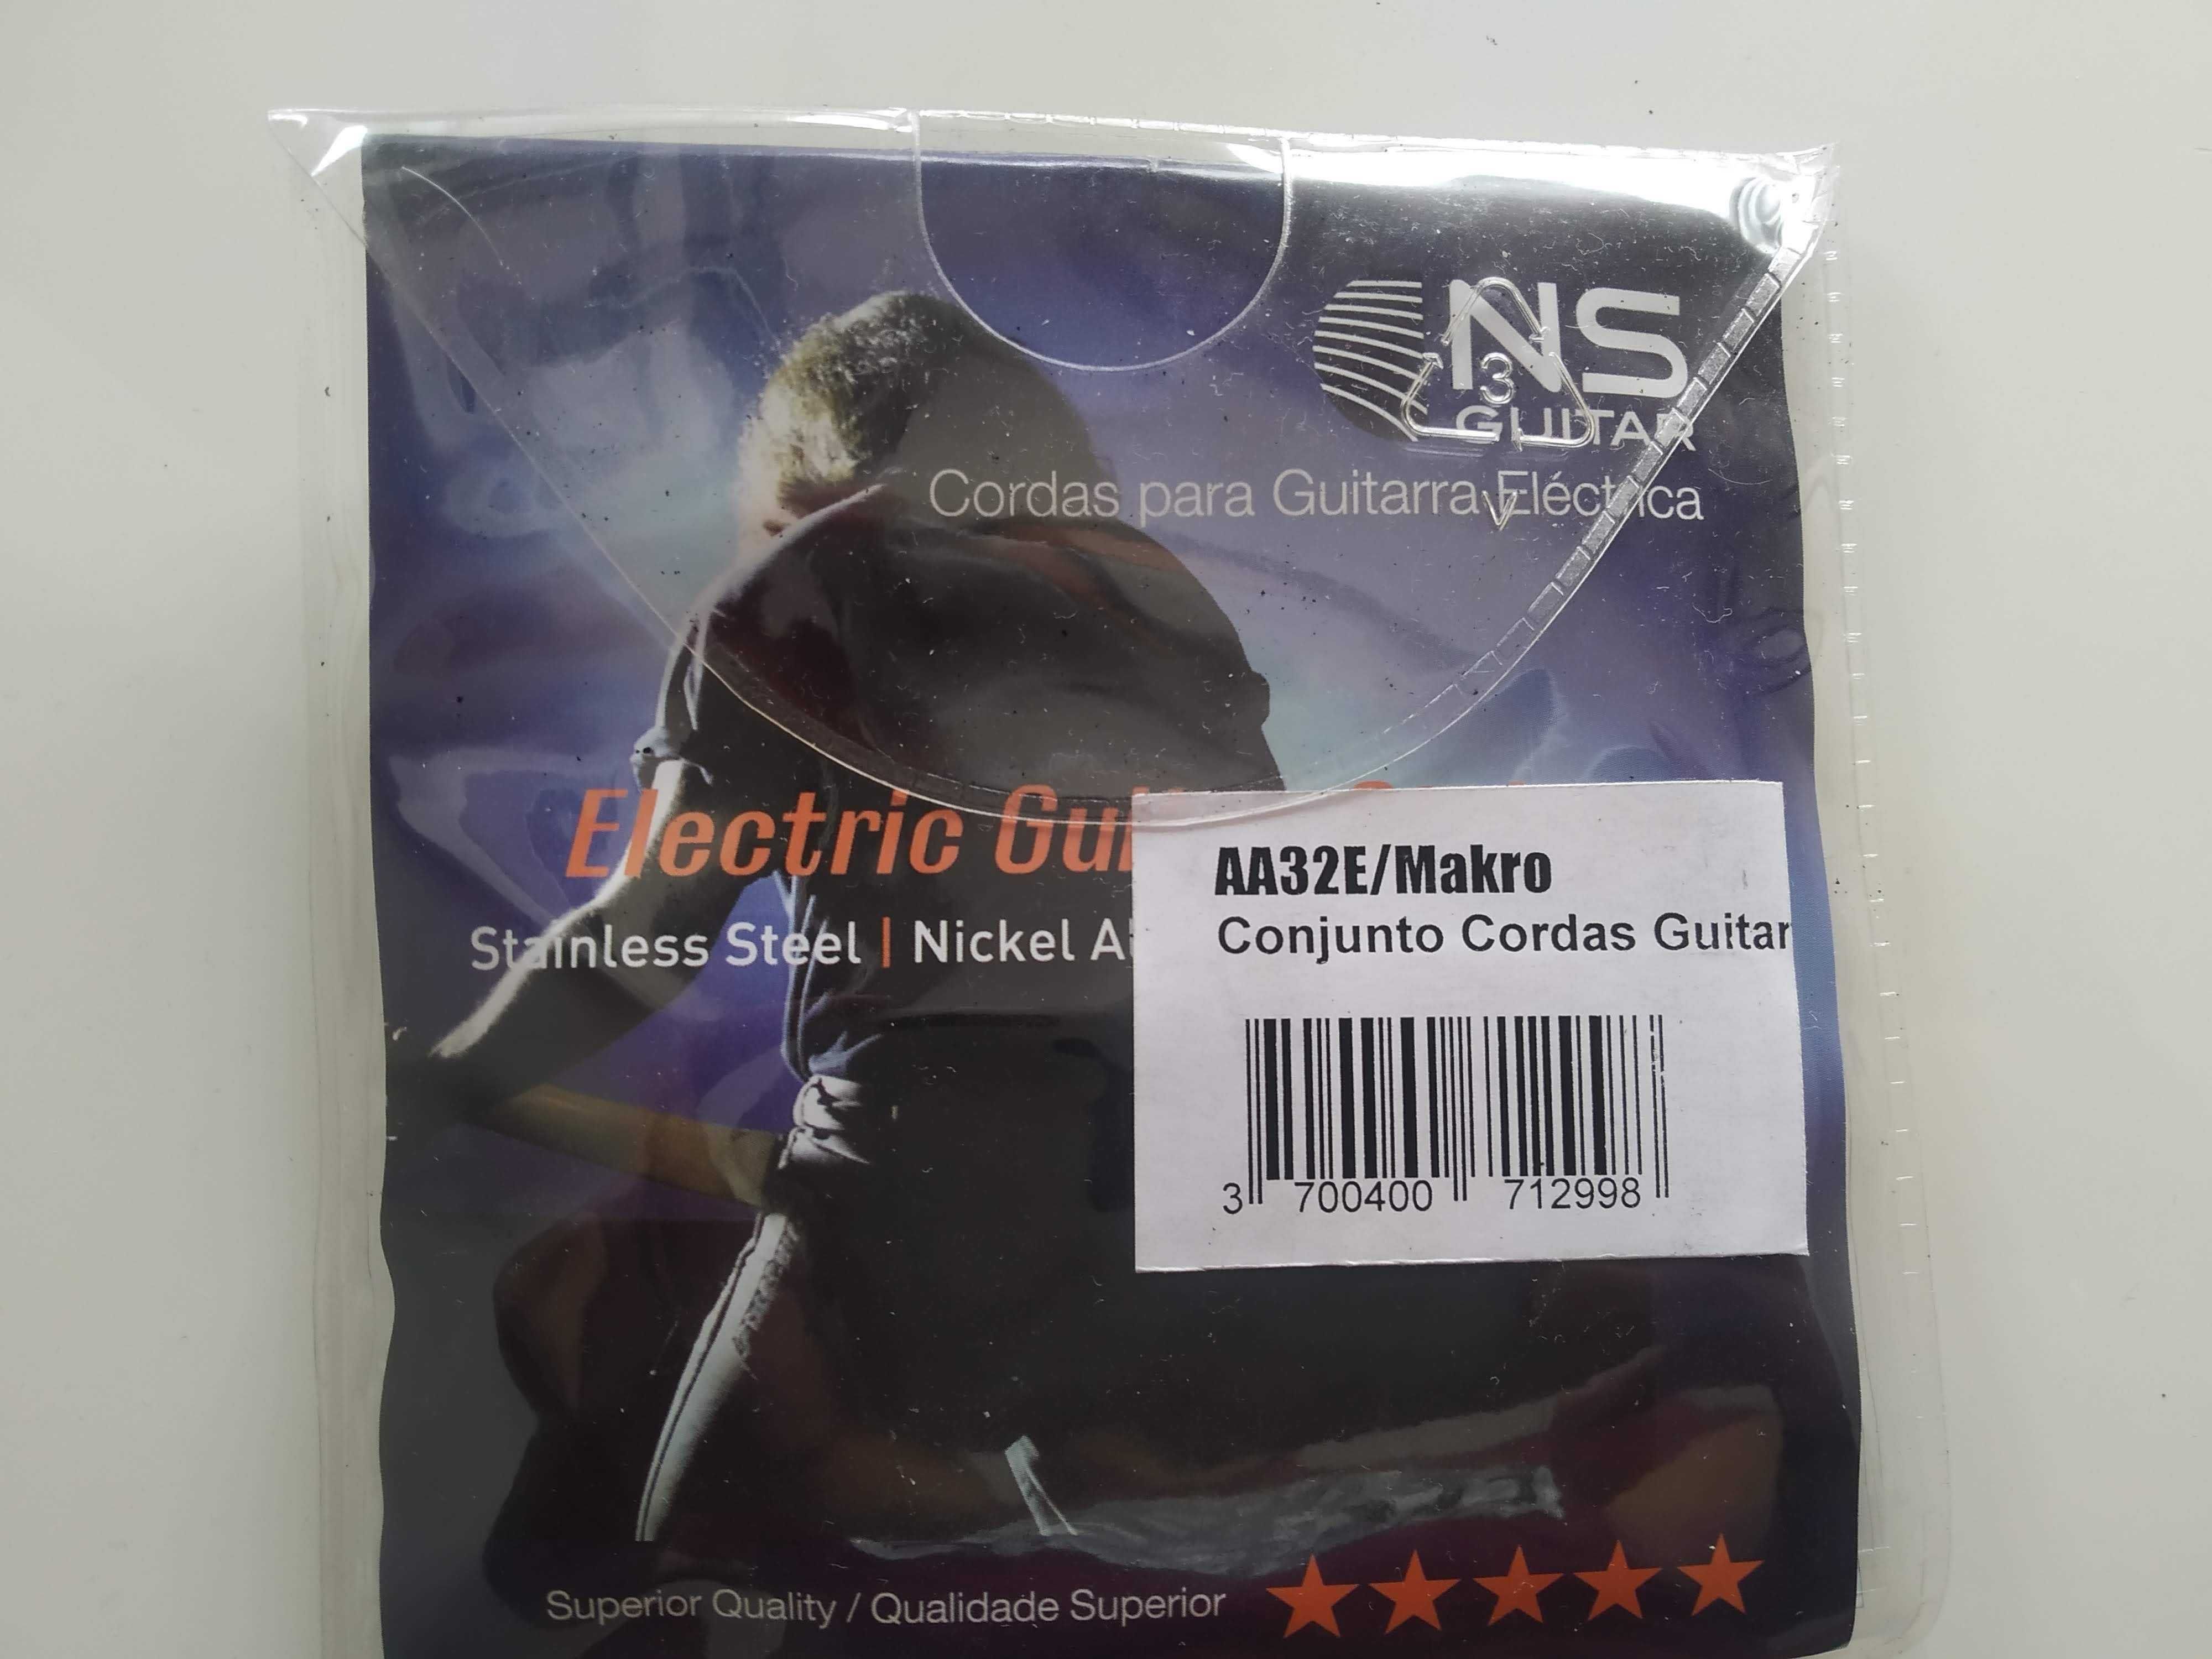 NS
GUITAR
3
V
Cordas para Guitarra Eléctrica
Electric
Stainless Steel | Nickel
AA32E/Makro
Conjunto Cordas Guitar
3 700400 712998
Superior Quality / Qualidade Superior